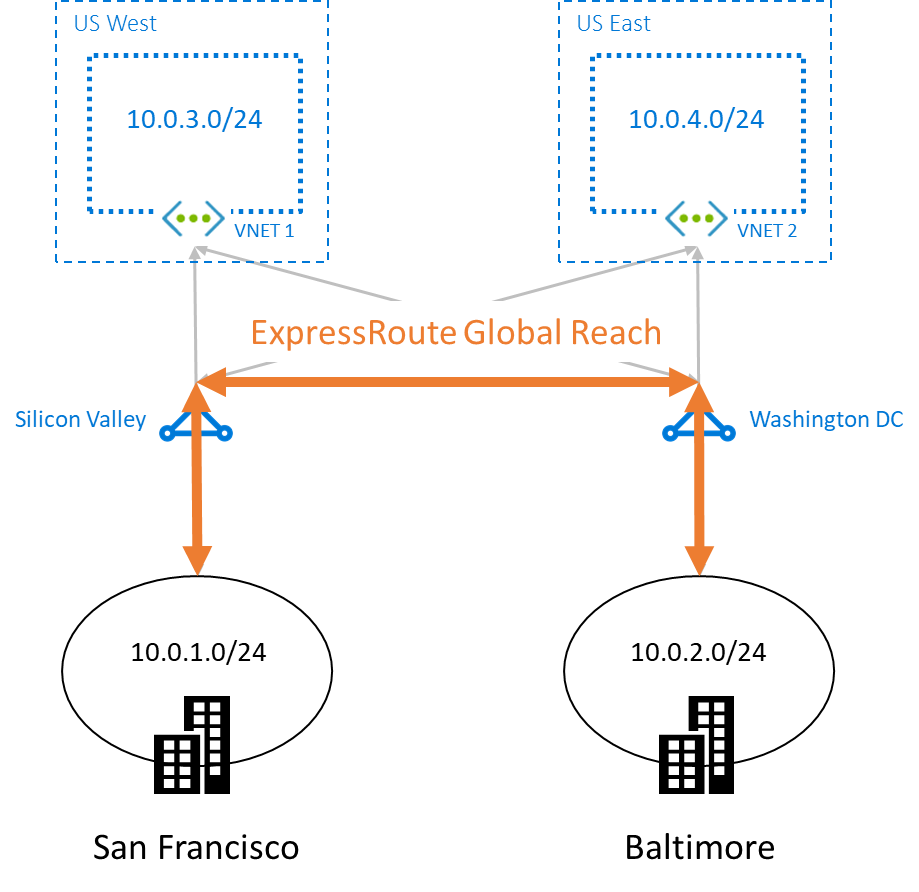 US West
US East
10.0.3.0/24
10.0.4.0/24
VNET 1
VNET 2
ExpressRoute Global Reach
Silicon Valley
Washington DC
10.0.1.0/24
10.0.2.0/24
San Francisco
Baltimore